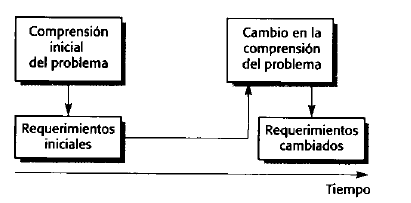 Comprensión
inicial
del problema
Cambio en la
comprensión
del problema
Requerimientos
iniciales
Requerimientos
cambiados
Tiempo